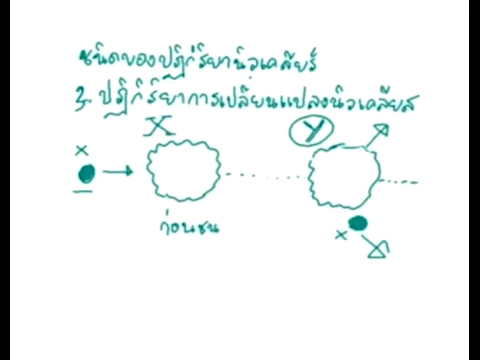 ชนิดของปฏิกิริยานิวเคลียร์
3. ปฏิกิริยาการเปลี่ยนแปลงนิวเคลียส
X Y
x
ก่อนชน x